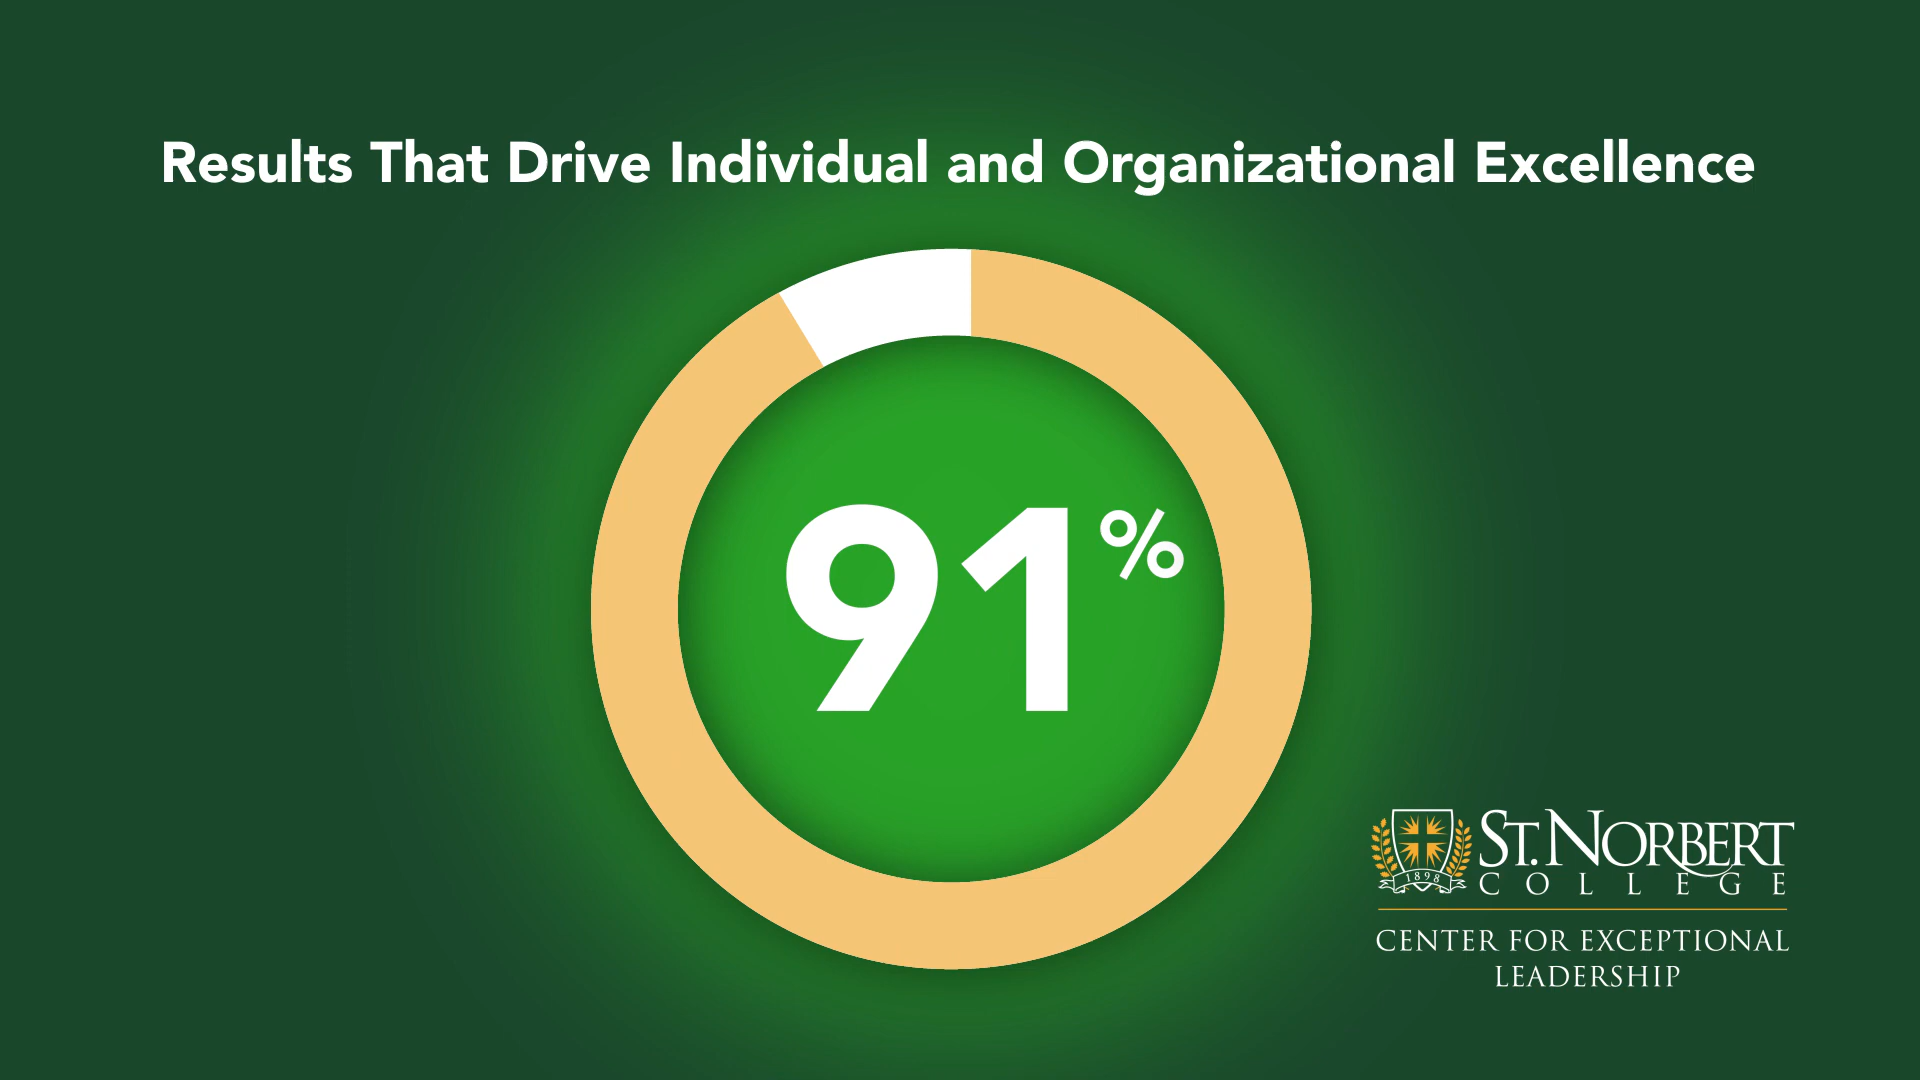 Results That Drive Individual and Organizational Excellence
91%
1898
ST. NORBERT
COLLEGE
CENTER FOR EXCEPTIONAL
LEADERSHIP